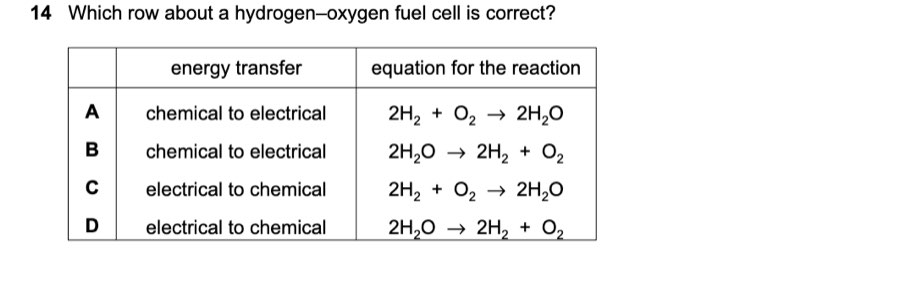 14 Which row about a hydrogen–oxygen fuel cell is correct?
energy transfer equation for the reaction
A chemical to electrical 2H₂ + O₂ → 2H₂O
B chemical to electrical 2H₂O → 2H₂ + O₂
C electrical to chemical 2H₂ + O₂ → 2H₂O
D electrical to chemical 2H₂O → 2H₂ + O₂